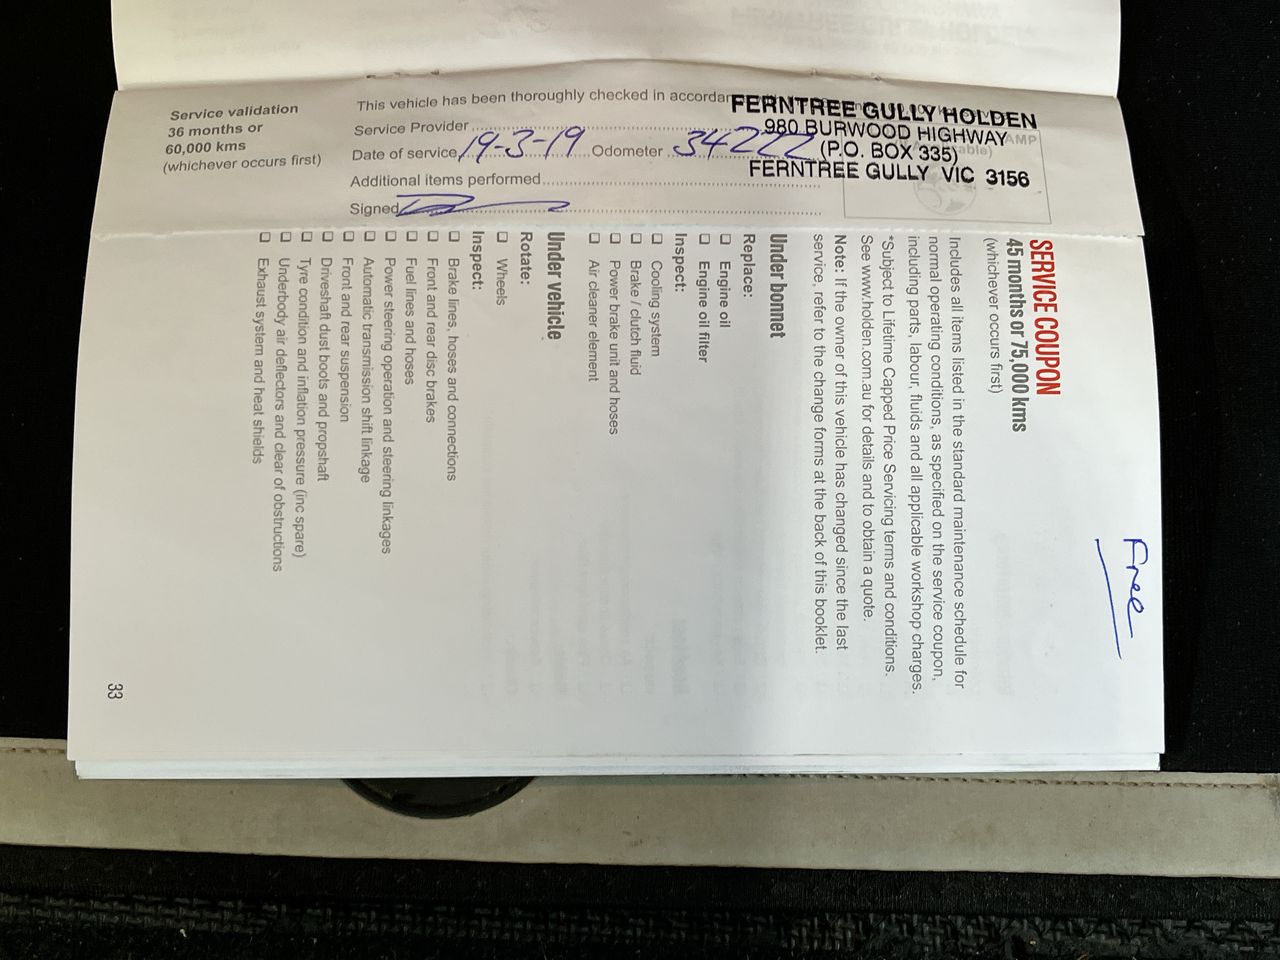 Service validation
36 months or
60,000 kms
(whichever occurs first)
This vehicle has been thoroughly checked in
Service Provider
Date of service 19-3-19 Odometer 34222
Additional items performed
Signed
FERNTREE GULLY HOLDEN
980 BURWOOD HIGHWAY
(P.O. BOX 335)
FERNTREE GULLY VIC 3156
Free
SERVICE COUPON
45 months or 75,000 kms
(whichever occurs first)
Includes all items listed in the standard maintenance schedule for
normal operating conditions, as specified on the service coupon,
including parts, labour, fluids and all applicable workshop charges.
*Subject to Lifetime Capped Price Servicing terms and conditions.
See www.holden.com.au for details and to obtain a quote.
Note: If the owner of this vehicle has changed since the last
service, refer to the change forms at the back of this booklet.
Under bonnet
Replace:
Engine oil
Engine oil filter
Inspect:
Cooling system
Brake / clutch fluid
Power brake unit and hoses
Air cleaner element
Under vehicle
Rotate:
Wheels
Inspect:
Brake lines, hoses and connections
Front and rear disc brakes
Fuel lines and hoses
Power steering operation and steering linkages
Automatic transmission shift linkage
Front and rear suspension
Driveshaft dust boots and propshaft
Tyre condition and inflation pressure (inc spare)
Underbody air deflectors and clear of obstructions
Exhaust system and heat shields
33